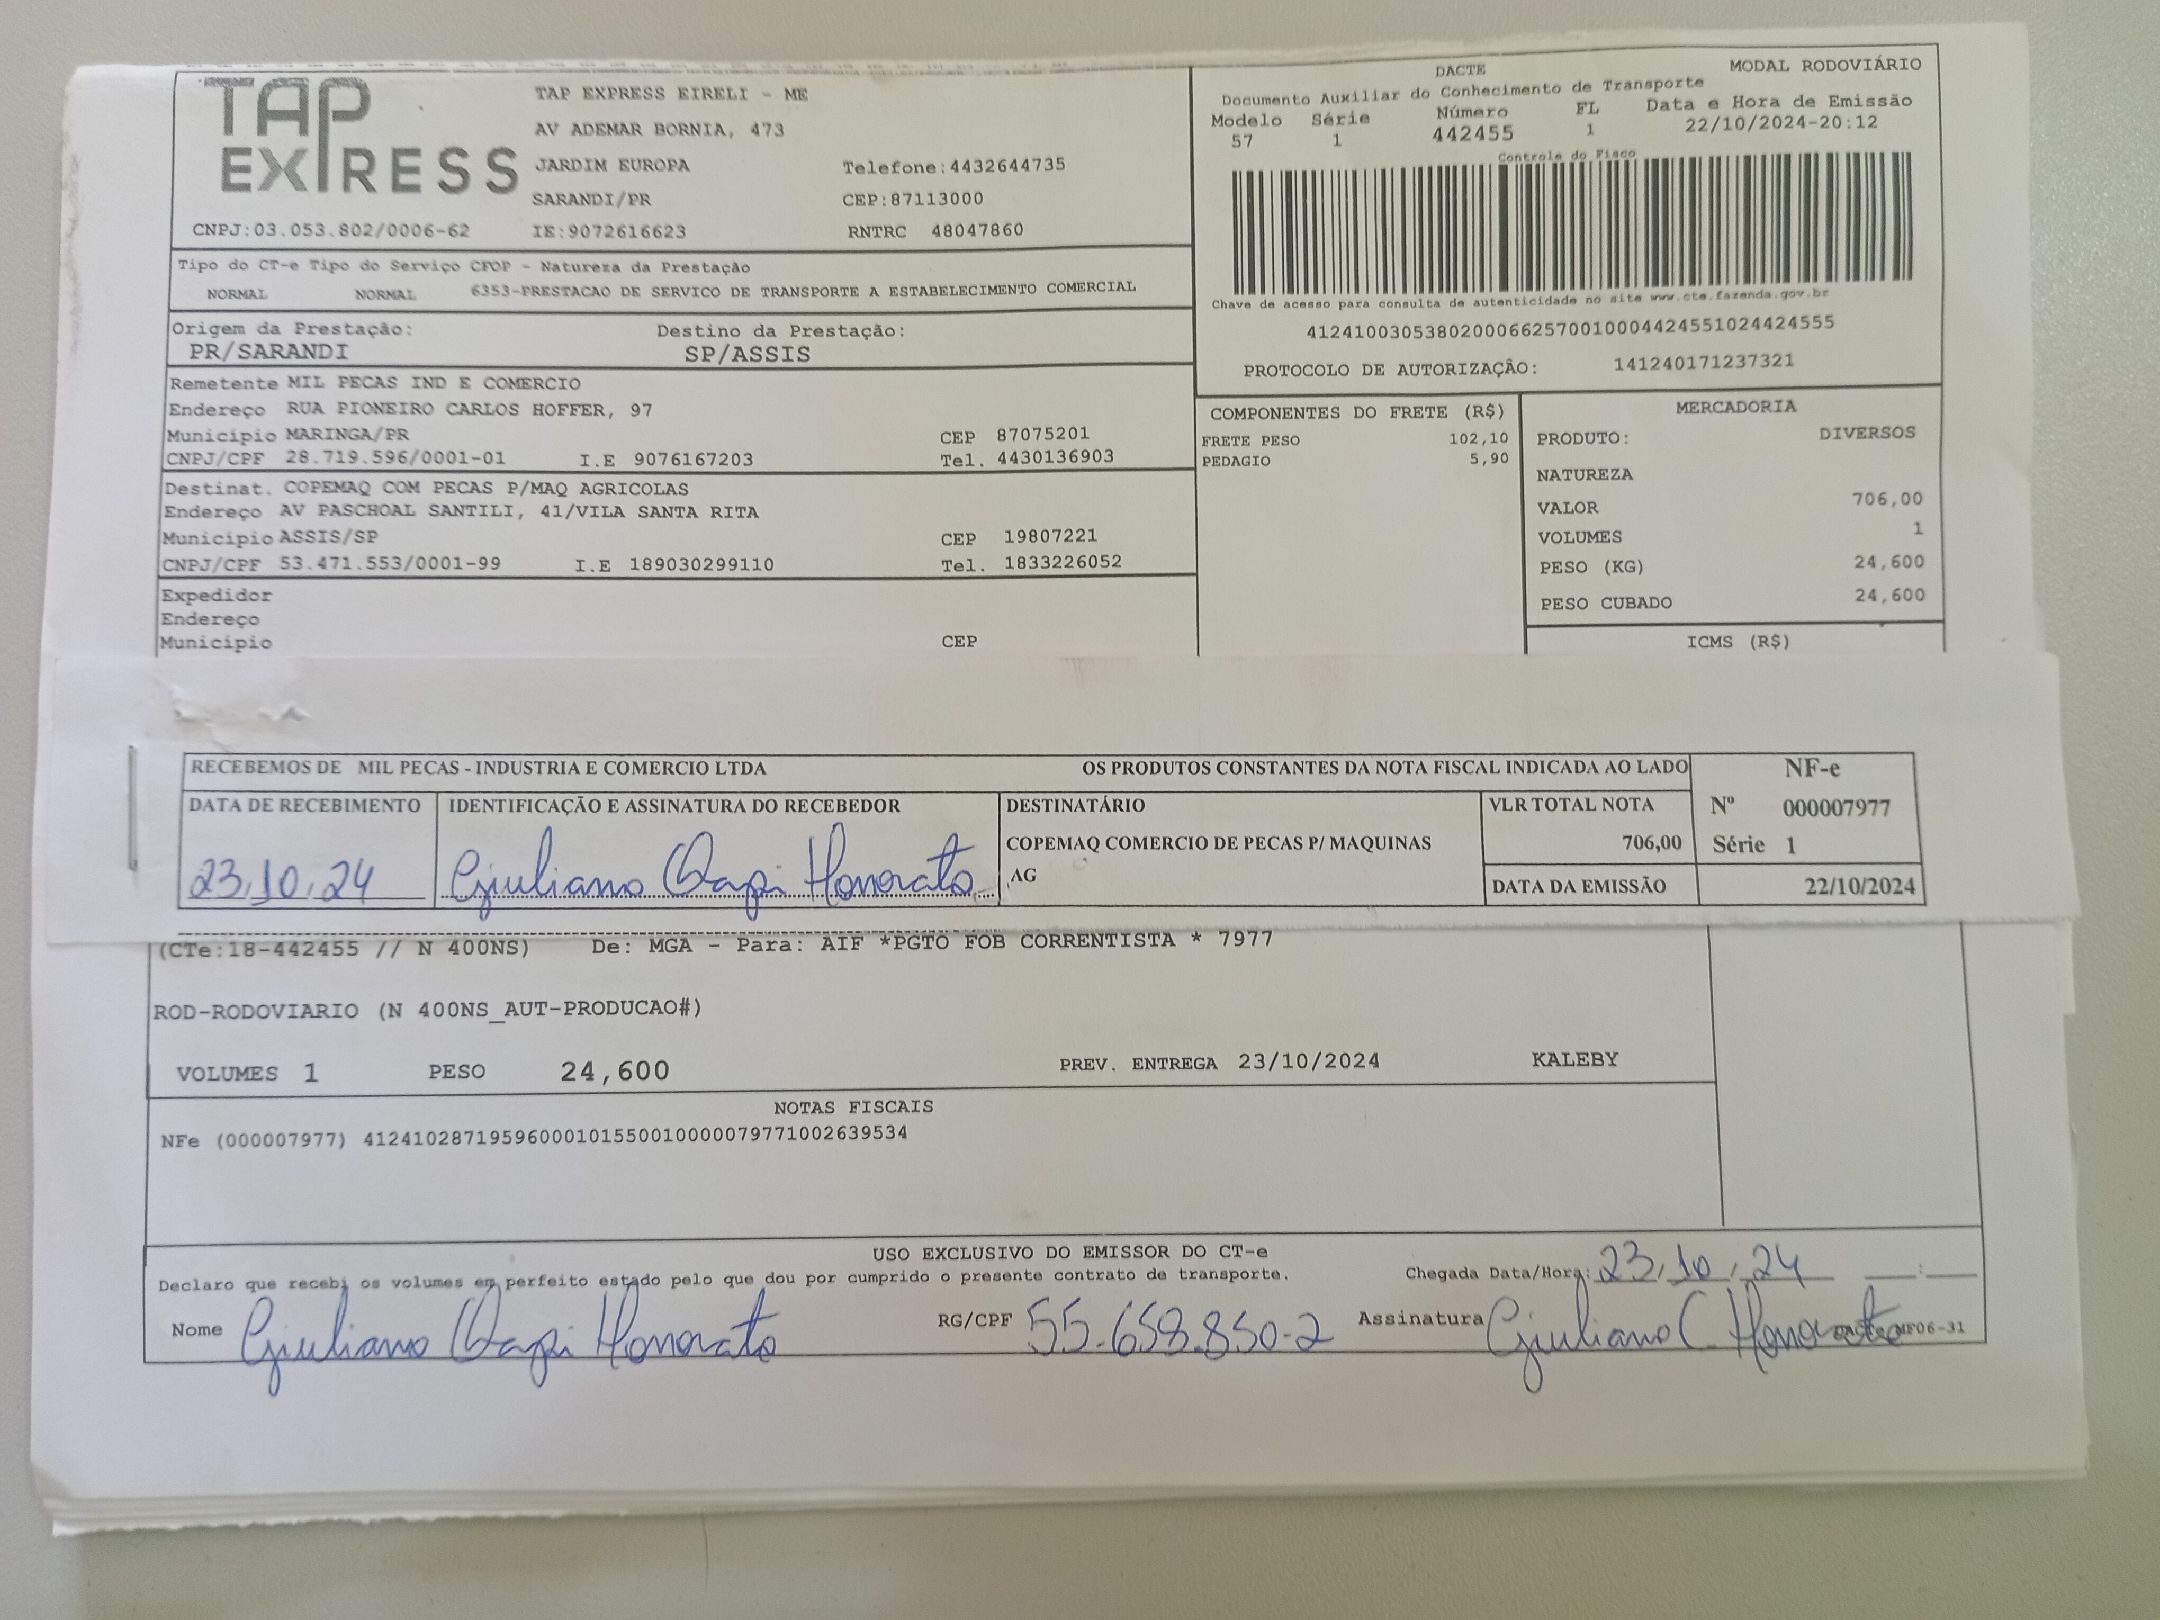 TAP
EXPRESS
TAP EXPRESS EIRELI - ME
AV ADEMAR BORNIA, 473
JARDIM EUROPA Telefone:4432644735
SARANDI/PR CEP:87113000
CNPJ:03.053.802/0006-62 IE:9072616623 RNTRC 48047860
DACTE MODAL RODOVIÁRIO
Documento Auxiliar do Conhecimento de Transporte
Modelo Série Número FL Data e Hora de Emissão
57 1 442455 1 22/10/2024-20:12
Controle do Fisco
Chave de acesso para consulta de autenticidade no site www.cte.fazenda.gov.br
41241003053802000662570010004424551024424555
PROTOCOLO DE AUTORIZAÇÃO: 141240171237321
Tipo do CT-e Tipo do Serviço CFOP - Natureza da Prestação
NORMAL NORMAL 6353-PRESTACAO DE SERVICO DE TRANSPORTE A ESTABELECIMENTO COMERCIAL
Origem da Prestação: Destino da Prestação:
PR/SARANDI SP/ASSIS
Remetente MIL PECAS IND E COMERCIO
Endereço RUA PIONEIRO CARLOS HOFFER, 97
Município MARINGA/PR CEP 87075201
CNPJ/CPF 28.719.596/0001-01 I.E 9076167203 Tel. 4430136903
Destinat. COPEMAQ COM PECAS P/MAQ AGRICOLAS
Endereço AV PASCHOAL SANTILI, 41/VILA SANTA RITA
Município ASSIS/SP CEP 19807221
CNPJ/CPF 53.471.553/0001-99 I.E 189030299110 Tel. 1833226052
Expedidor
Endereço
Município CEP
COMPONENTES DO FRETE (R$)
FRETE PESO 102,10
PEDAGIO 5,90
MERCADORIA
PRODUTO: DIVERSOS
NATUREZA
VALOR 706,00
VOLUMES 1
PESO (KG) 24,600
PESO CUBADO 24,600
ICMS (R$)
RECEBEMOS DE MIL PECAS - INDUSTRIA E COMERCIO LTDA OS PRODUTOS CONSTANTES DA NOTA FISCAL INDICADA AO LADO
NF-e
Nº 000007977
Série 1
DATA DE RECEBIMENTO IDENTIFICAÇÃO E ASSINATURA DO RECEBEDOR DESTINATÁRIO VLR TOTAL NOTA
23,10,24 Giuliano Honorato COPEMAQ COMERCIO DE PECAS P/ MAQUINAS 706,00
AG
DATA DA EMISSÃO 22/10/2024
(CTe:18-442455 // N 400NS) De: MGA - Para: AIF *PGTO FOB CORRENTISTA * 7977
ROD-RODOVIARIO (N 400NS_AUT-PRODUCAO#)
VOLUMES 1 PESO 24,600 PREV. ENTREGA 23/10/2024 KALEBY
NOTAS FISCAIS
NFe (000007977) 41241028719596000101550010000079771002639534
USO EXCLUSIVO DO EMISSOR DO CT-e
Declaro que recebi os volumes em perfeito estado pelo que dou por cumprido o presente contrato de transporte. Chegada Data/Hora: 23,10,24 :
Nome Giuliano Honorato RG/CPF 55.658.850-2 Assinatura Giuliano C. Honorato